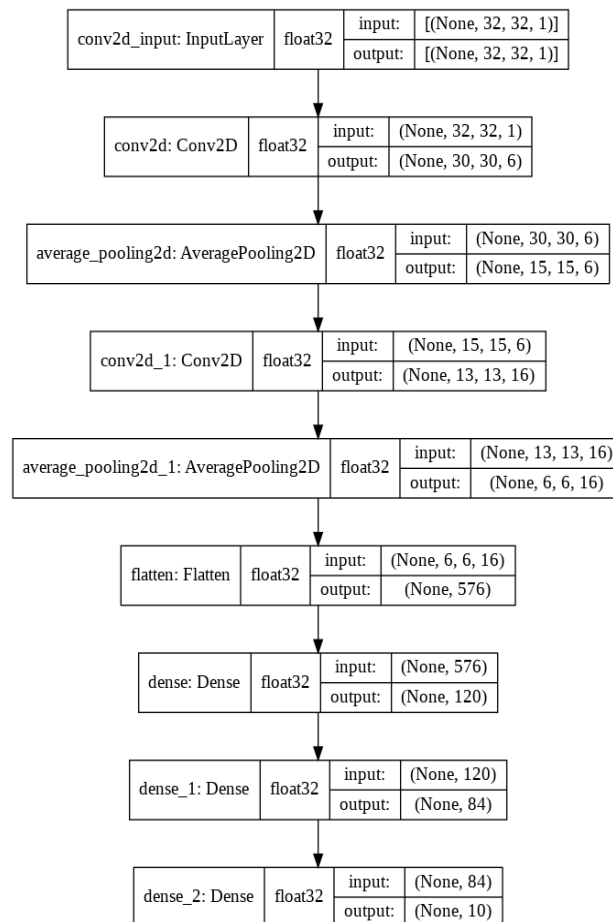 conv2d_input: InputLayer float32 input: [(None, 32, 32, 1)]
output: [(None, 32, 32, 1)]
conv2d: Conv2D float32 input: (None, 32, 32, 1)
output: (None, 30, 30, 6)
average_pooling2d: AveragePooling2D float32 input: (None, 30, 30, 6)
output: (None, 15, 15, 6)
conv2d_1: Conv2D float32 input: (None, 15, 15, 6)
output: (None, 13, 13, 16)
average_pooling2d_1: AveragePooling2D float32 input: (None, 13, 13, 16)
output: (None, 6, 6, 16)
flatten: Flatten float32 input: (None, 6, 6, 16)
output: (None, 576)
dense: Dense float32 input: (None, 576)
output: (None, 120)
dense_1: Dense float32 input: (None, 120)
output: (None, 84)
dense_2: Dense float32 input: (None, 84)
output: (None, 10)